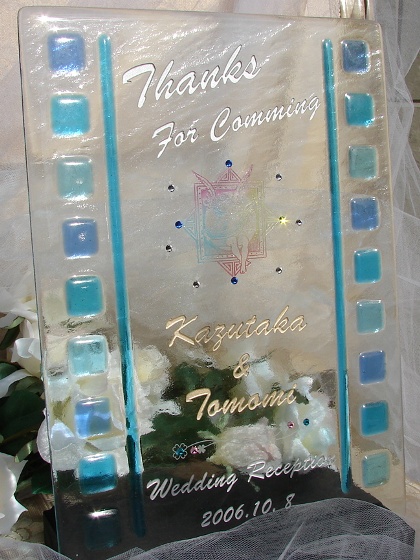 Thanks
For Comming
Kazutaka
&
Tomomi
Wedding Reception
2006.10.8